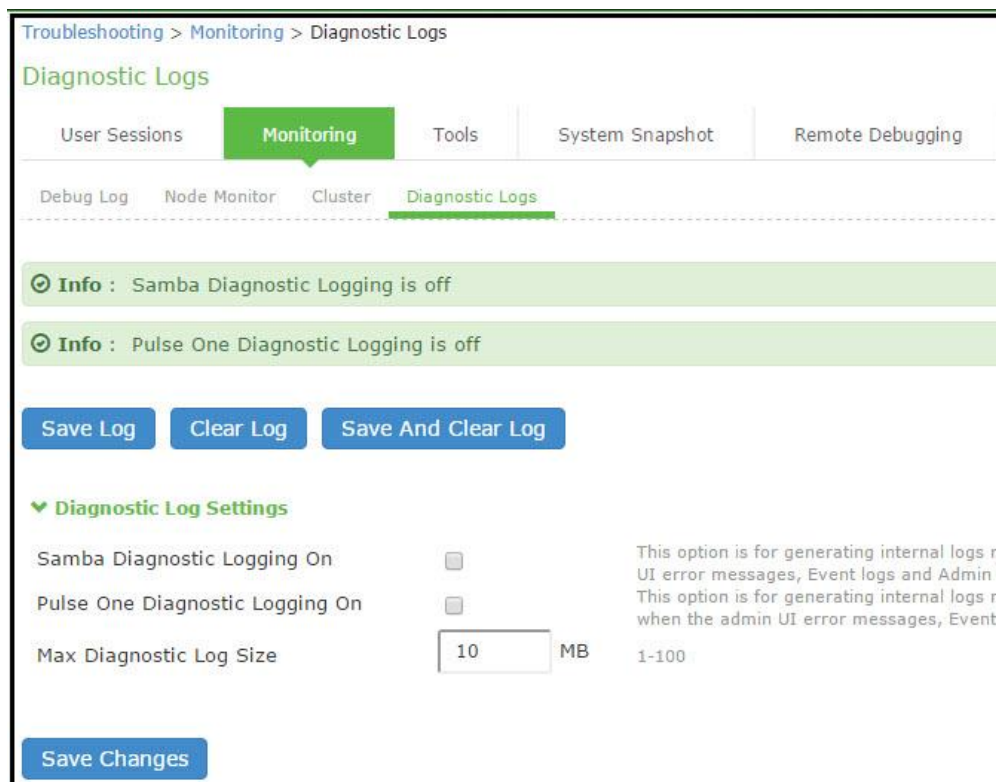 Troubleshooting > Monitoring > Diagnostic Logs
Diagnostic Logs
User Sessions Monitoring Tools System Snapshot Remote Debugging
Debug Log Node Monitor Cluster Diagnostic Logs
Info : Samba Diagnostic Logging is off
Info : Pulse One Diagnostic Logging is off
Save Log Clear Log Save And Clear Log
Diagnostic Log Settings
Samba Diagnostic Logging On
This option is for generating internal logs
UI error messages, Event logs and Admin
Pulse One Diagnostic Logging On
This option is for generating internal logs
when the admin UI error messages, Event
Max Diagnostic Log Size 10 MB 1-100
Save Changes